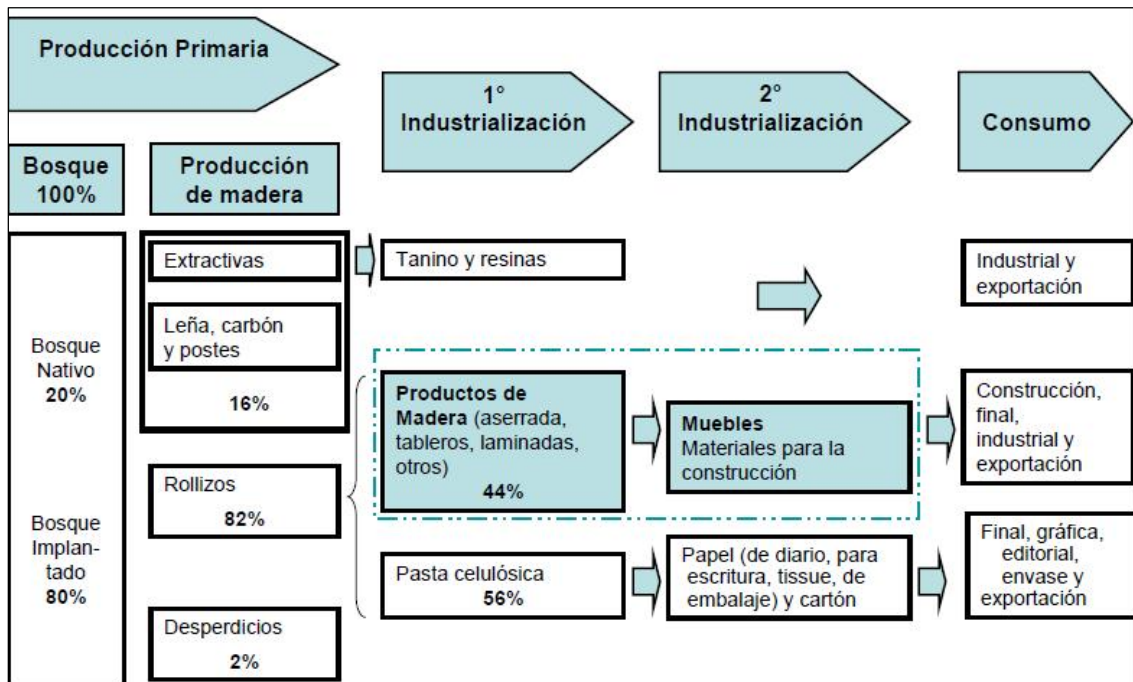 Producción Primaria
1°
Industrialización
2°
Industrialización
Consumo
Bosque
100%
Producción
de madera
Bosque
Nativo
20%
Bosque
Implan-
tado
80%
Extractivas
Leña, carbón
y postes
16%
Rollizos
82%
Desperdicios
2%
Tanino y resinas
Productos de
Madera (aserrada,
tableros, laminadas,
otros)
44%
Pasta celulósica
56%
Muebles
Materiales para la
construcción
Papel (de diario, para
escritura, tissue, de
embalaje) y cartón
Industrial y
exportación
Construcción,
final,
industrial y
exportación
Final, gráfica,
editorial,
envase y
exportación